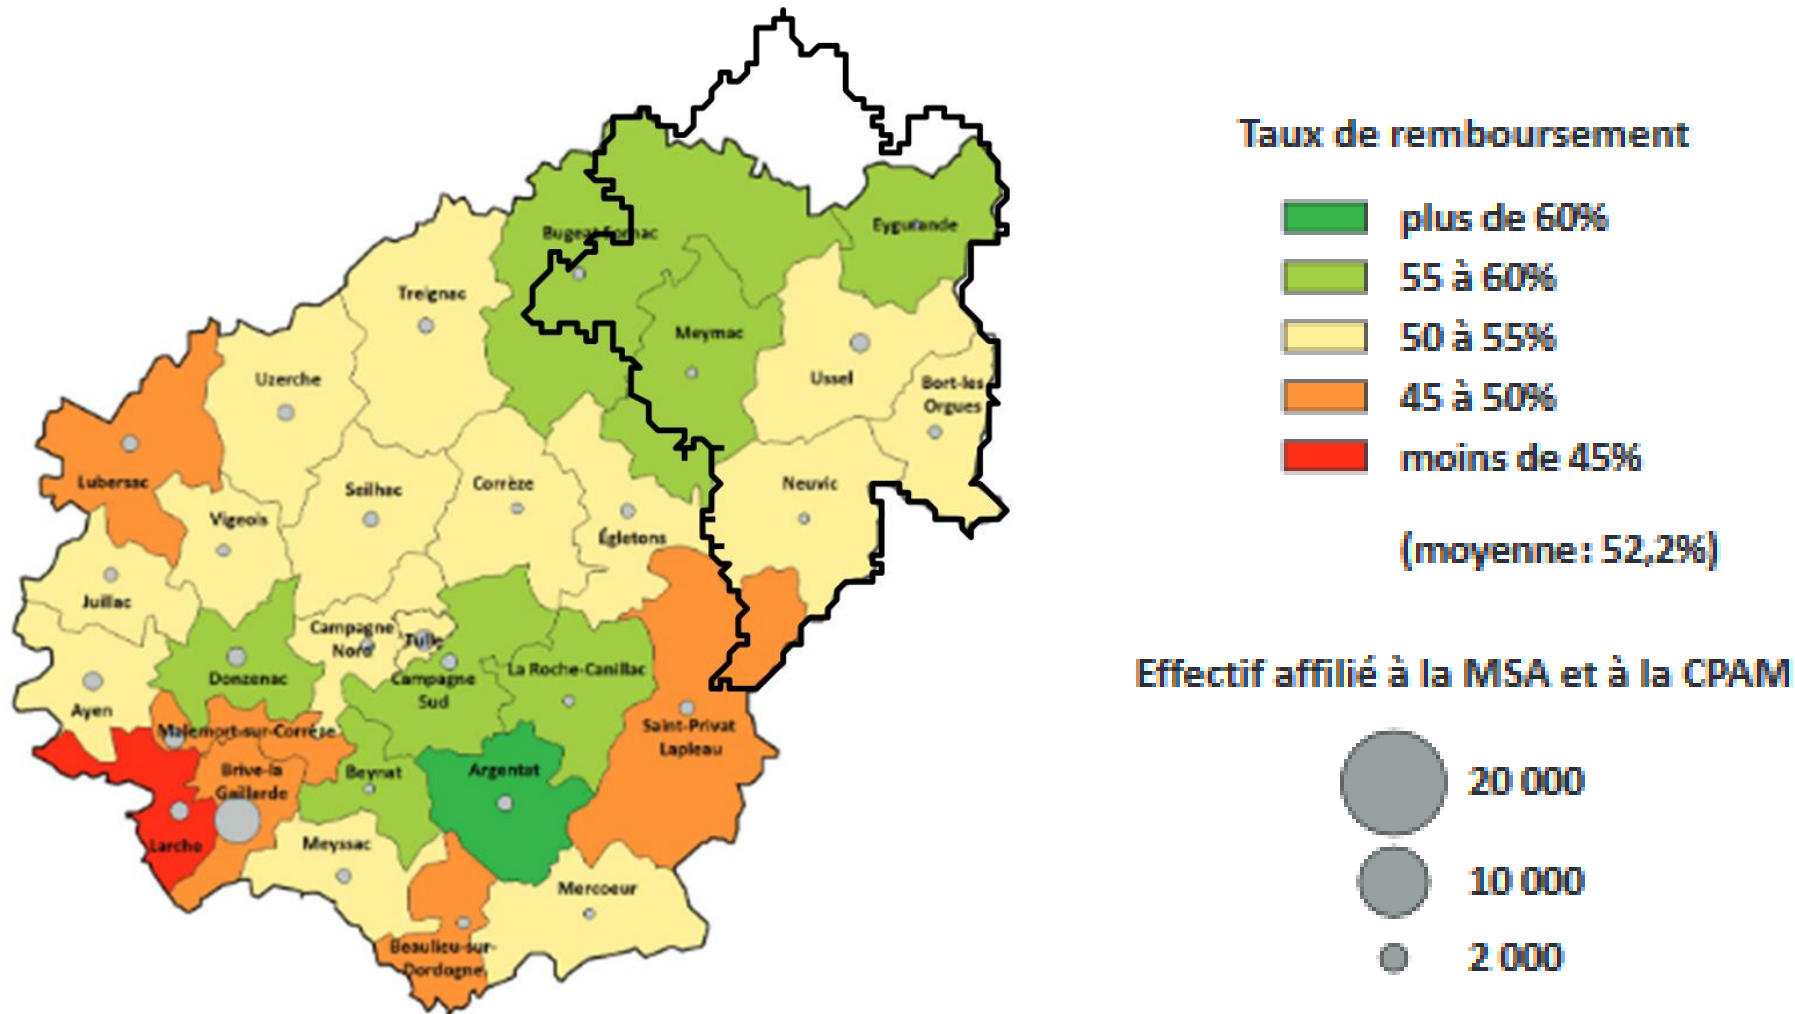 Bugeat Sornac
Eygurande
Treignac
Meymac
Uzerche
Ussel
Bort-les
Orgues
Lubersac
Seilhac
Corrèze
Neuvic
Vigeois
Égletons
Juillac
Campagne
Nord
Tulle
Donzenac
Campagne
Sud
La Roche-Canillac
Ayen
Malemort-sur-Corrèze
Saint-Privat
Lapleau
Brive-la
Gaillarde
Beynat
Argentat
Larche
Meyssac
Mercoeur
Beaulieu-sur-
Dordogne
Taux de remboursement
plus de 60%
55 à 60%
50 à 55%
45 à 50%
moins de 45%
(moyenne : 52,2%)
Effectif affilié à la MSA et à la CPAM
20 000
10 000
2 000